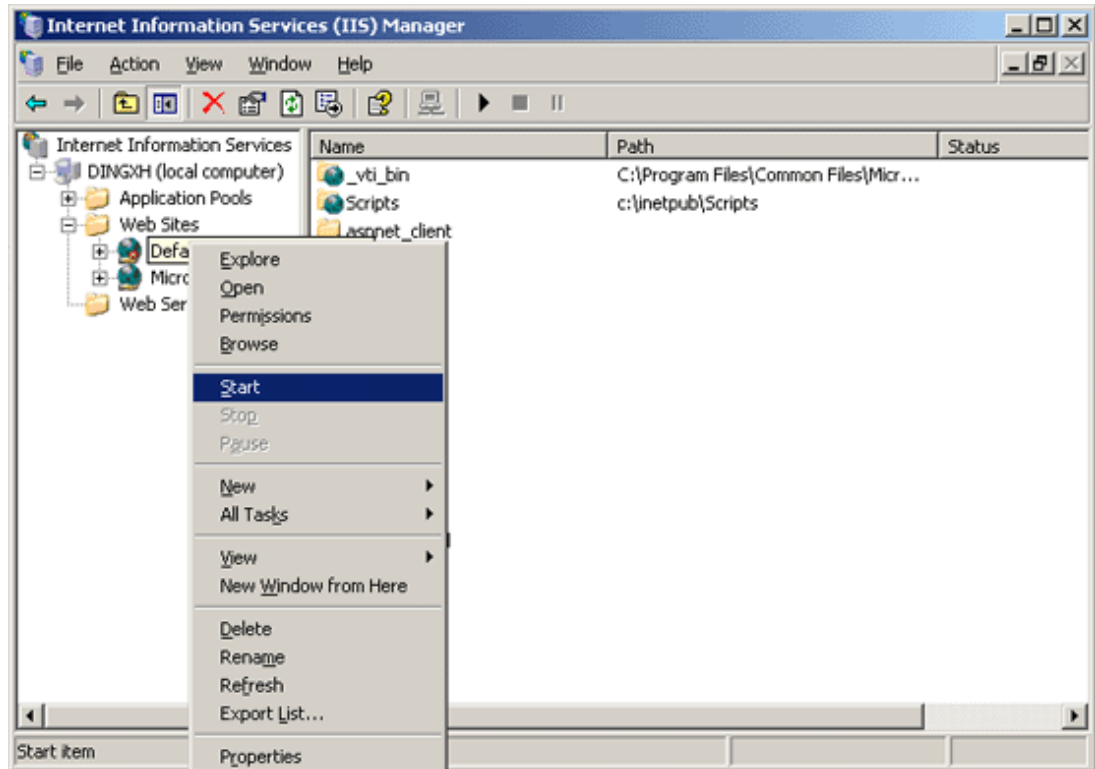 Internet Information Services (IIS) Manager
File Action View Window Help
Internet Information Services
DINGXH (local computer)
Application Pools
Web Sites
Defa
Micro
Web Ser
Name Path Status
_vti_bin C:\Program Files\Common Files\Micr...
Scripts c:\inetpub\Scripts
aspnet_client
Explore
Open
Permissions
Browse
Start
Stop
Pause
New
All Tasks
View
New Window from Here
Delete
Rename
Refresh
Export List...
Properties
Start item